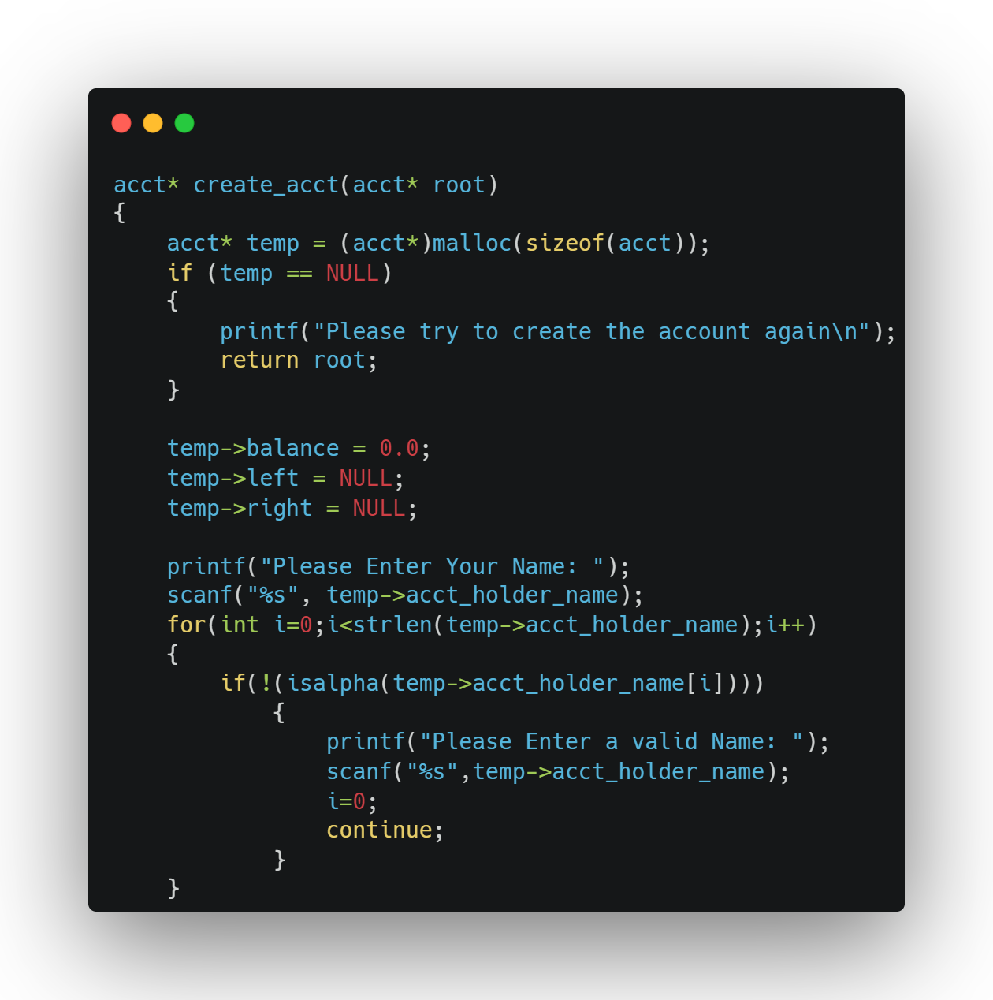 acct* create_acct(acct* root)
{
    acct* temp = (acct*)malloc(sizeof(acct));
    if (temp == NULL)
    {
        printf("Please try to create the account again\n");
        return root;
    }

    temp->balance = 0.0;
    temp->left = NULL;
    temp->right = NULL;

    printf("Please Enter Your Name: ");
    scanf("%s", temp->acct_holder_name);
    for(int i=0;i<strlen(temp->acct_holder_name);i++)
    {
        if(!(isalpha(temp->acct_holder_name[i])))
            {
                printf("Please Enter a valid Name: ");
                scanf("%s",temp->acct_holder_name);
                i=0;
                continue;
            }
    }